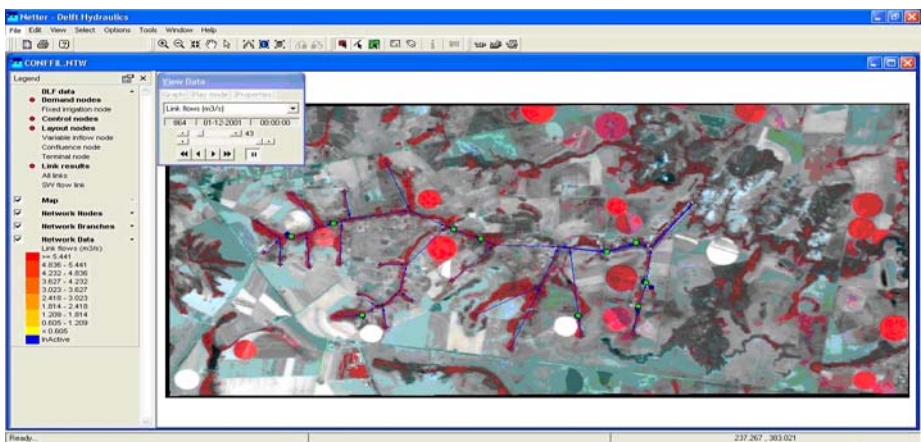 Netter - Delft Hydraulics
File Edit View Select Options Tools Window Help
CONFFIL.NTW
Legend
DLF data
Demand nodes
Fixed irrigation node
Control nodes
Layout nodes
Variable inflow node
Confluence node
Terminal node
Link results
All links
SW flow link
Map
Network Nodes
Network Branches
Network Data
Link flows (m3/s)
>= 5.441
4.836 - 5.441
4.232 - 4.836
3.627 - 4.232
3.023 - 3.627
2.418 - 3.023
1.814 - 2.418
1.209 - 1.814
0.605 - 1.209
< 0.605
InActive
View Data
Graph Play mode Properties
Link flows (m3/s)
864 01-12-2001 00:00:00
43
Ready...
237.267 , 383.021